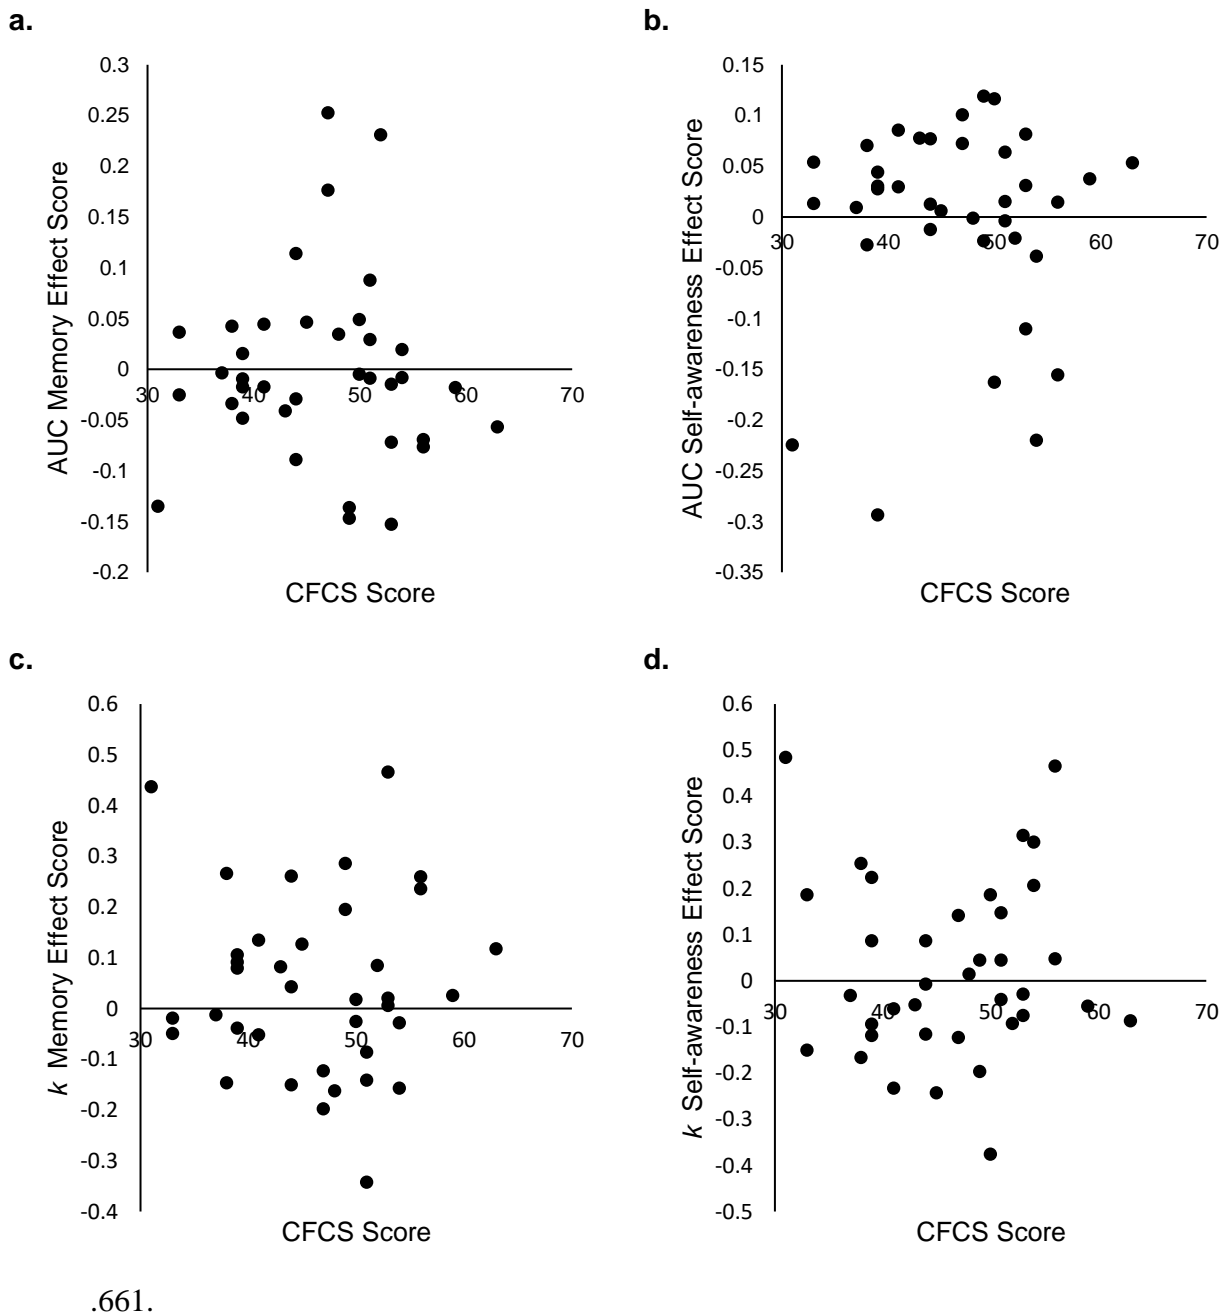 a.
0.3
0.25
0.2
0.15
0.1
0.05
0
-0.05
-0.1
-0.15
-0.2
30 40 50 60 70
AUC Memory Effect Score
CFCS Score
b.
0.15
0.1
0.05
0
-0.05
-0.1
-0.15
-0.2
-0.25
-0.3
-0.35
30 40 50 60 70
AUC Self-awareness Effect Score
CFCS Score
c.
0.6
0.5
0.4
0.3
0.2
0.1
0
-0.1
-0.2
-0.3
-0.4
30 40 50 60 70
k Memory Effect Score
CFCS Score
d.
0.6
0.5
0.4
0.3
0.2
0.1
0
-0.1
-0.2
-0.3
-0.4
-0.5
30 40 50 60 70
k Self-awareness Effect Score
CFCS Score
.661.